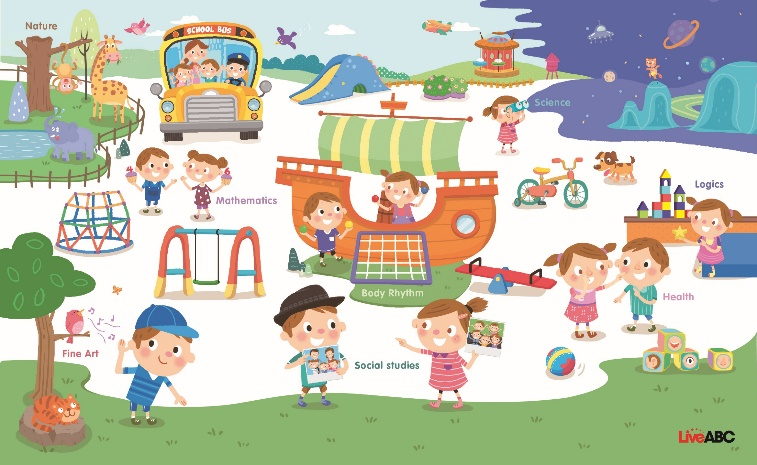 Nature
SCHOOL BUS
Science
Mathematics
Logics
Body Rhythm
Health
Fine Art
Social studies
LiveABC